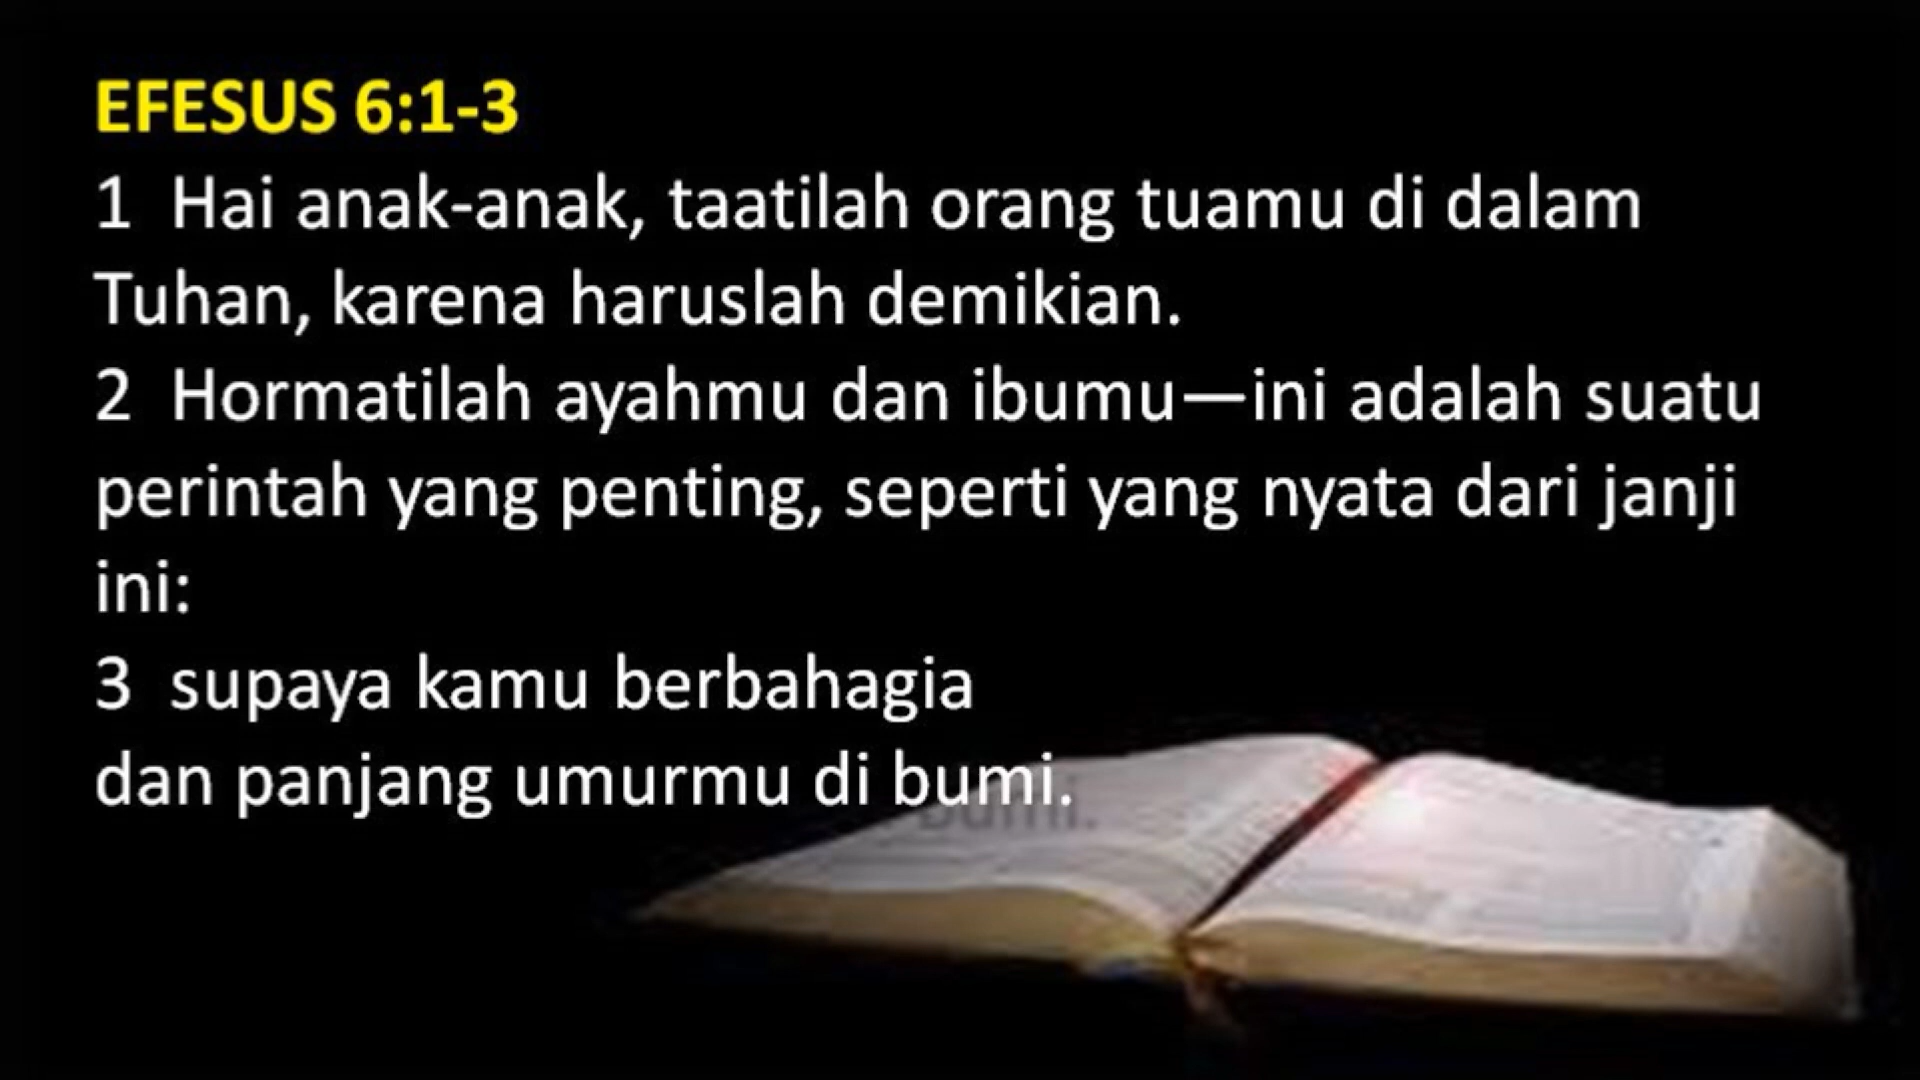 EFESUS 6:1-3
1 Hai anak-anak, taatilah orang tuamu di dalam
Tuhan, karena haruslah demikian.
2 Hormatilah ayahmu dan ibumu—ini adalah suatu
perintah yang penting, seperti yang nyata dari janji
ini:
3 supaya kamu berbahagia
dan panjang umurmu di bumi.
bumi.